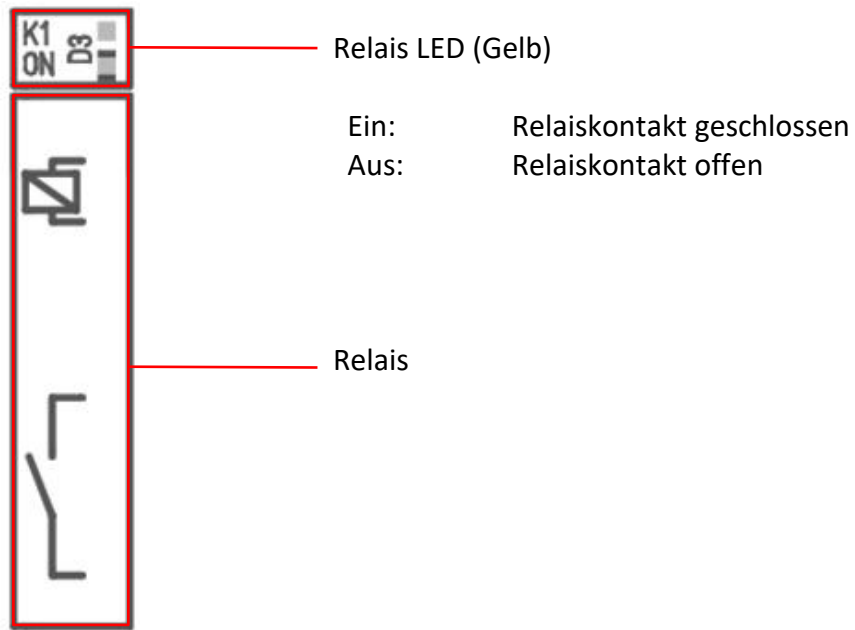 K1
ON
D3
Relais LED (Gelb)
Ein: Relaiskontakt geschlossen
Aus: Relaiskontakt offen
Relais